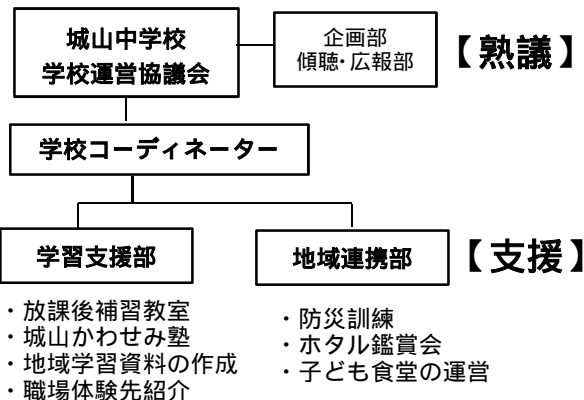 城山中学校
学校運営協議会
企画部
傾聴・広報部
【熟議】
学校コーディネーター
学習支援部
地域連携部
【支援】
・放課後補習教室
・城山かわせみ塾
・地域学習資料の作成
・職場体験先紹介
・防災訓練
・ホタル鑑賞会
・子ども食堂の運営